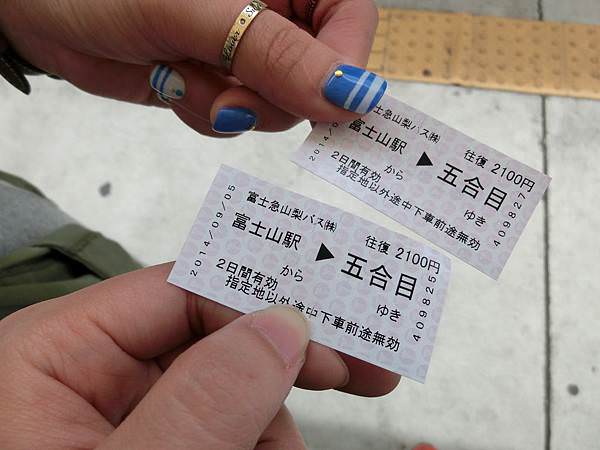 士急山梨バス㈱
富士山駅 ▶ 五合目
往復 2100円
から
ゆき
2日間有効
指定地以外途中下車前途無効
409827
2014/0
富士急山梨バス㈱
富士山駅 ▶ 五合目
往復 2100円
から
ゆき
2日間有効
指定地以外途中下車前途無効
409825
2014/09/05